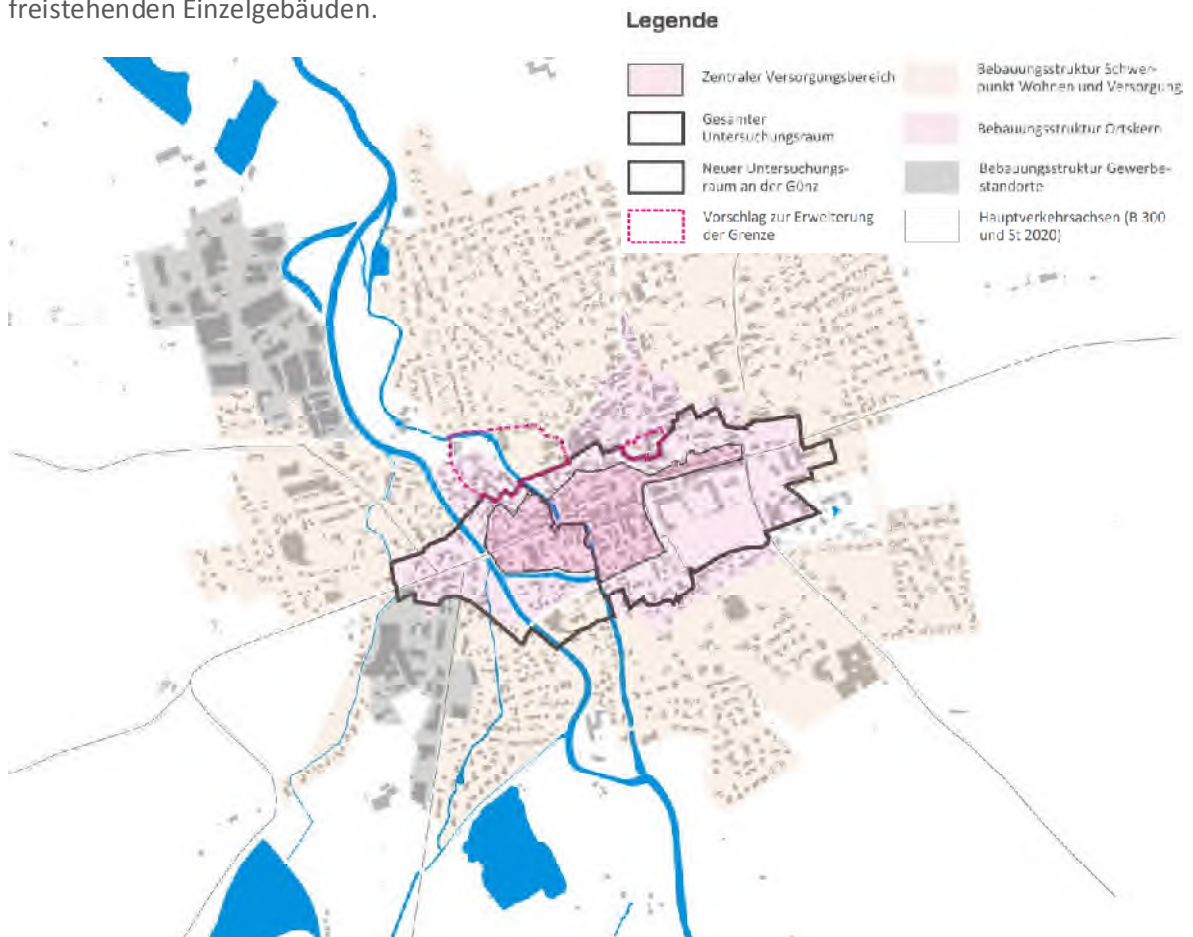 freistehenden Einzelgebäuden.
Legende
Zentraler Versorgungsbereich
Gesamter
Untersuchungsraum
Neuer Untersuchungs-
raum an der Günz
Vorschlag zur Erweiterung
der Grenze
Bebauungsstruktur Schwer-
punkt Wohnen und Versorgung
Bebauungsstruktur Ortskern
Bebauungsstruktur Gewerbe-
standorte
Hauptverkehrsachsen (B 300
und St 2020)